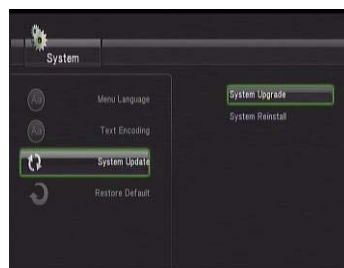 System
Menu Language
Text Encoding
System Update
Restore Default
System Upgrade
System Reinstall